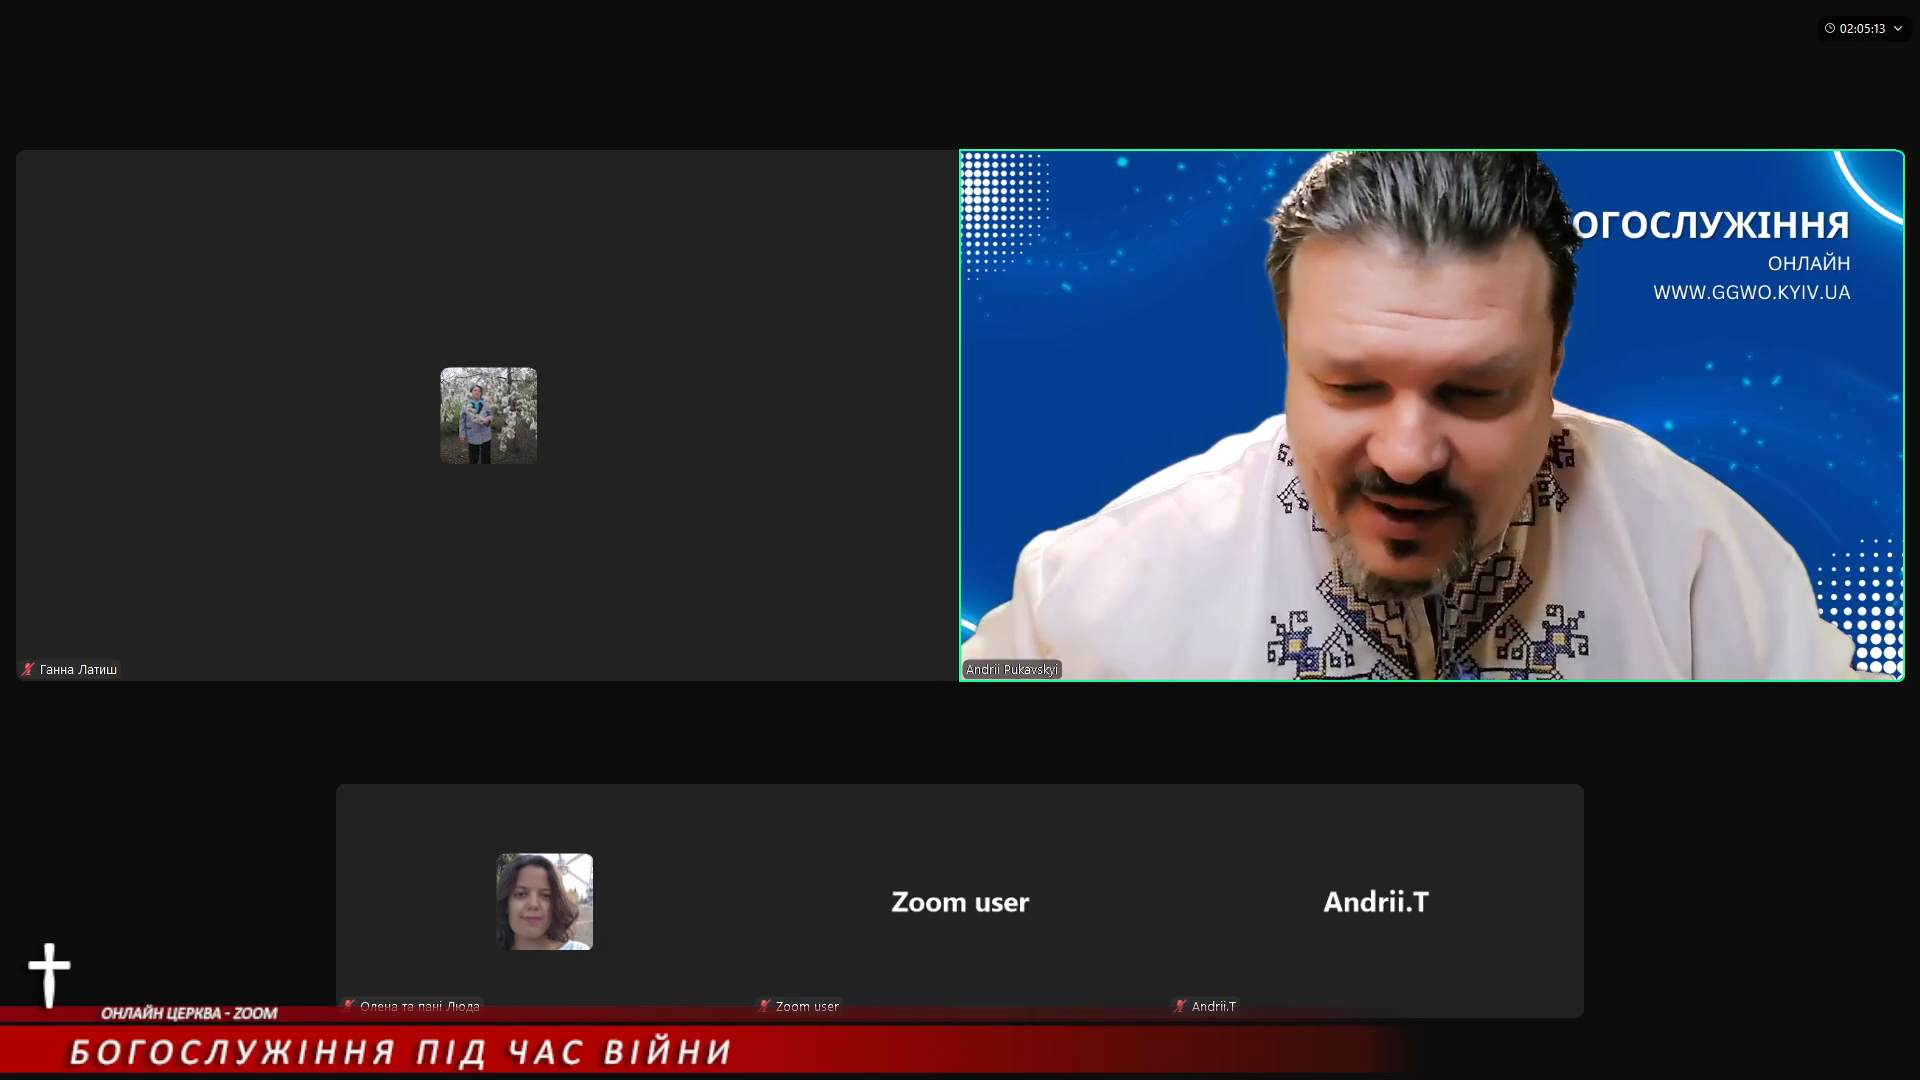 02:05:13
ОГОСЛУЖІННЯ
ОНЛАЙН
WWW.GGWO.KYIV.UA
Ганна Латиш
Andrii Pukavskyi
Zoom user
Andrii.T
Олена та пані Люда
Zoom user
Andrii.T
ОНЛАЙН ЦЕРКВА - ZOOM
БОГОСЛУЖІННЯ ПІД ЧАС ВІЙНИ